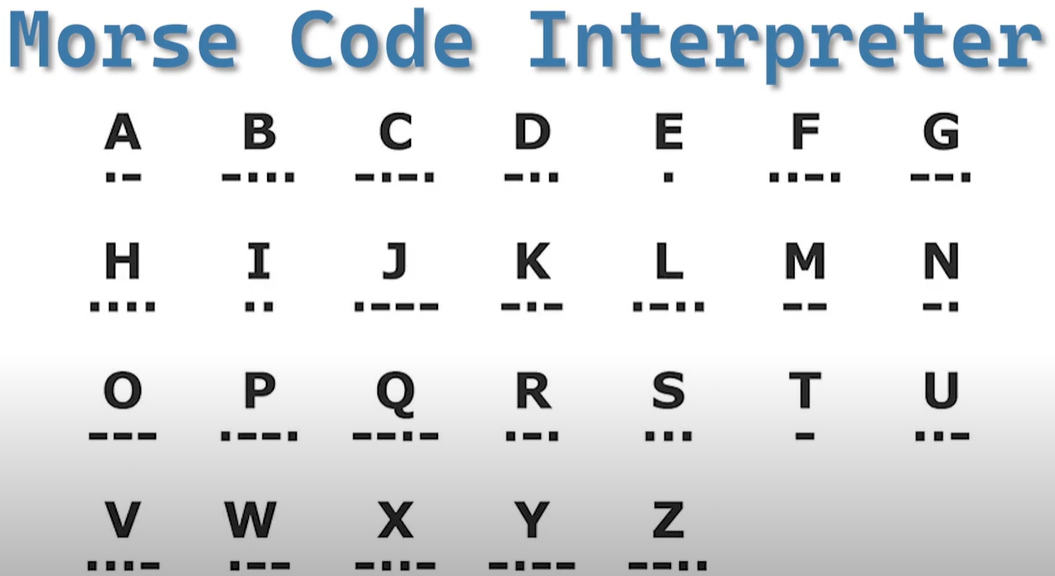 Morse Code Interpreter
A B C D E F G
.- -... -.-. -.. . ..-. --.
H I J K L M N
.... .. .--- -.- .-.. -- -.
O P Q R S T U
--- .--. --.- .-. ... - ..-
V W X Y Z
...- .-- -..- -.-- --..